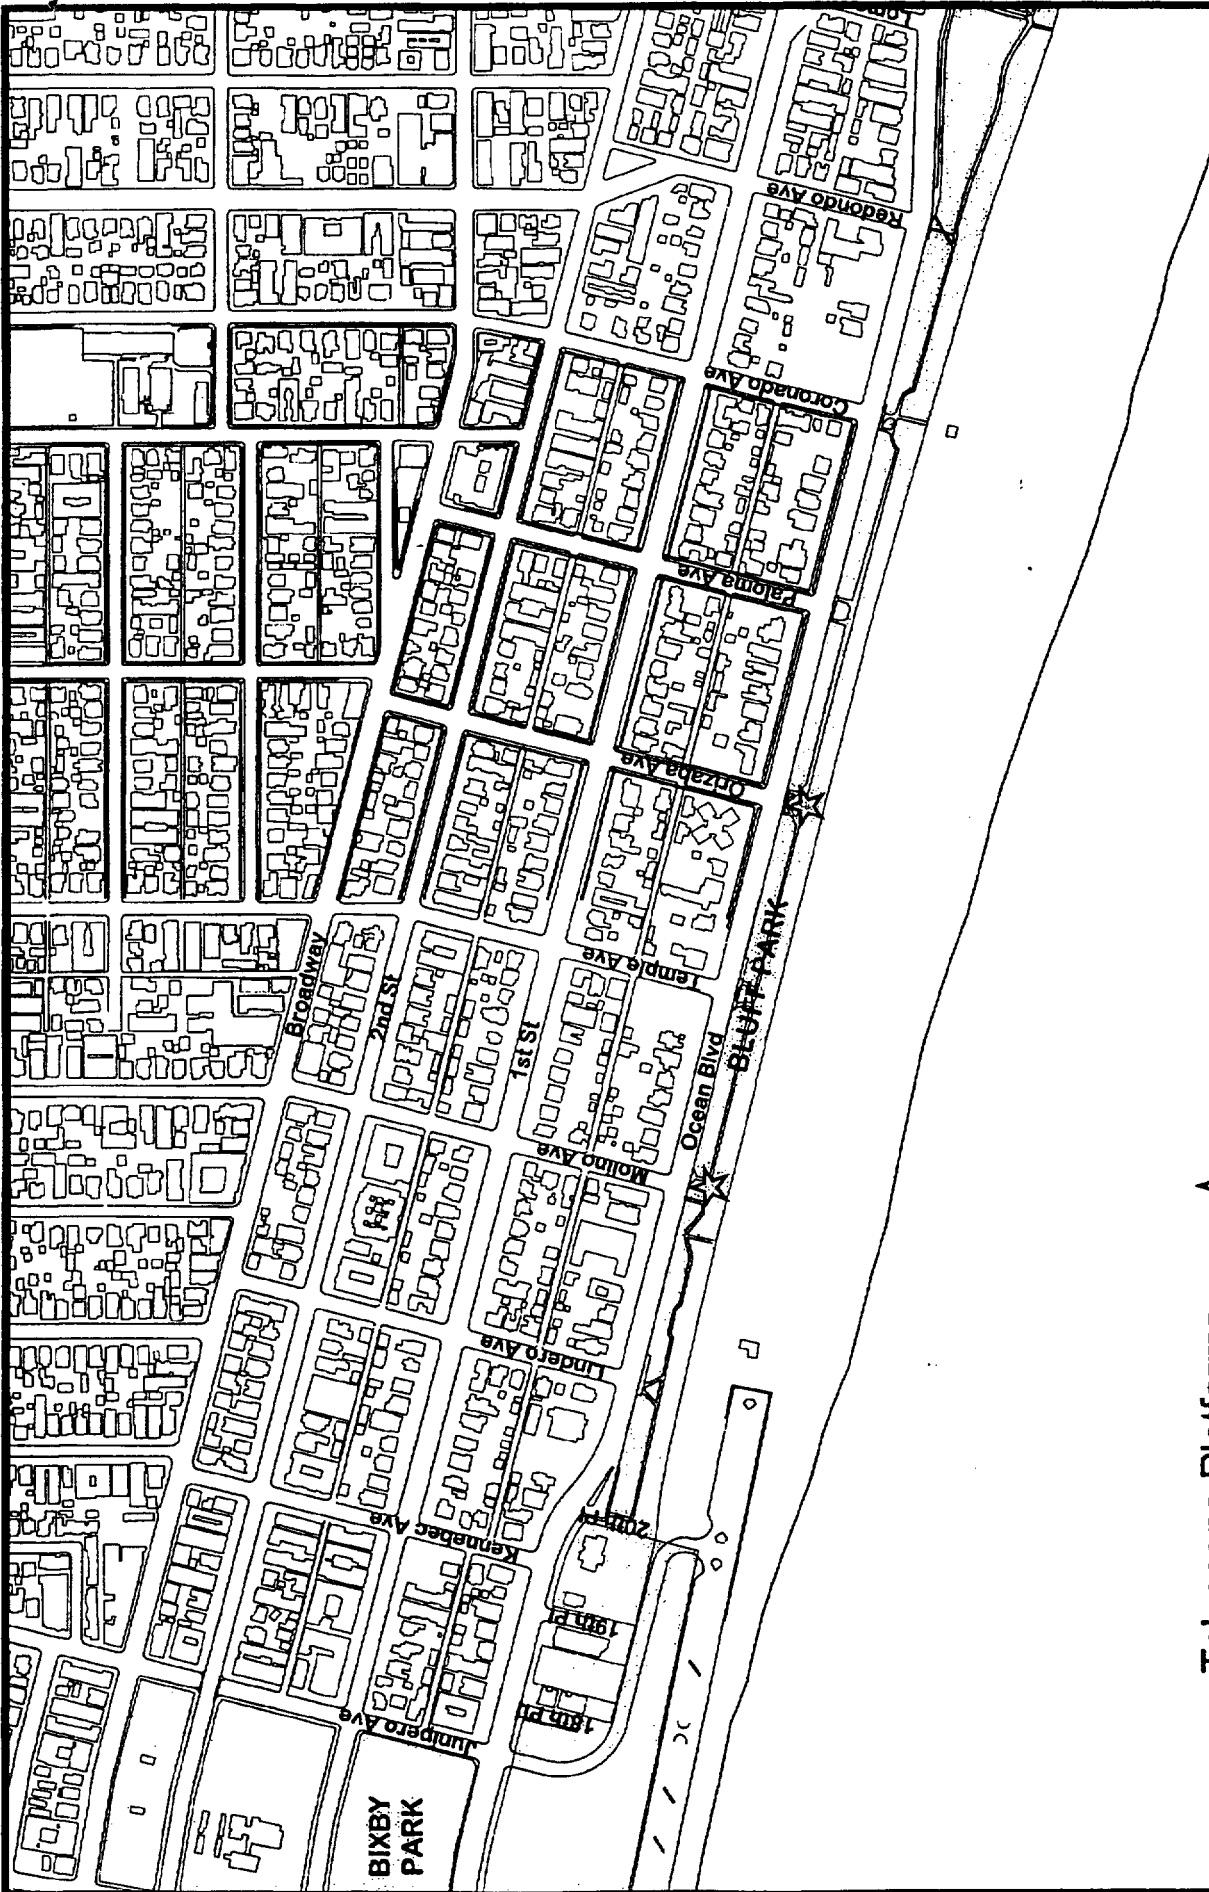 Redondo Ave
Coronado Ave
Paloma Ave
Orizaba Ave
Temple Ave
Broadway
2nd St
1st St
Ocean Blvd
BLUFF PARK
Molino Ave
Lindero Ave
Kennebec Ave
20th Pl
19th Pl
18th Pl
Junipero Ave
BIXBY
PARK